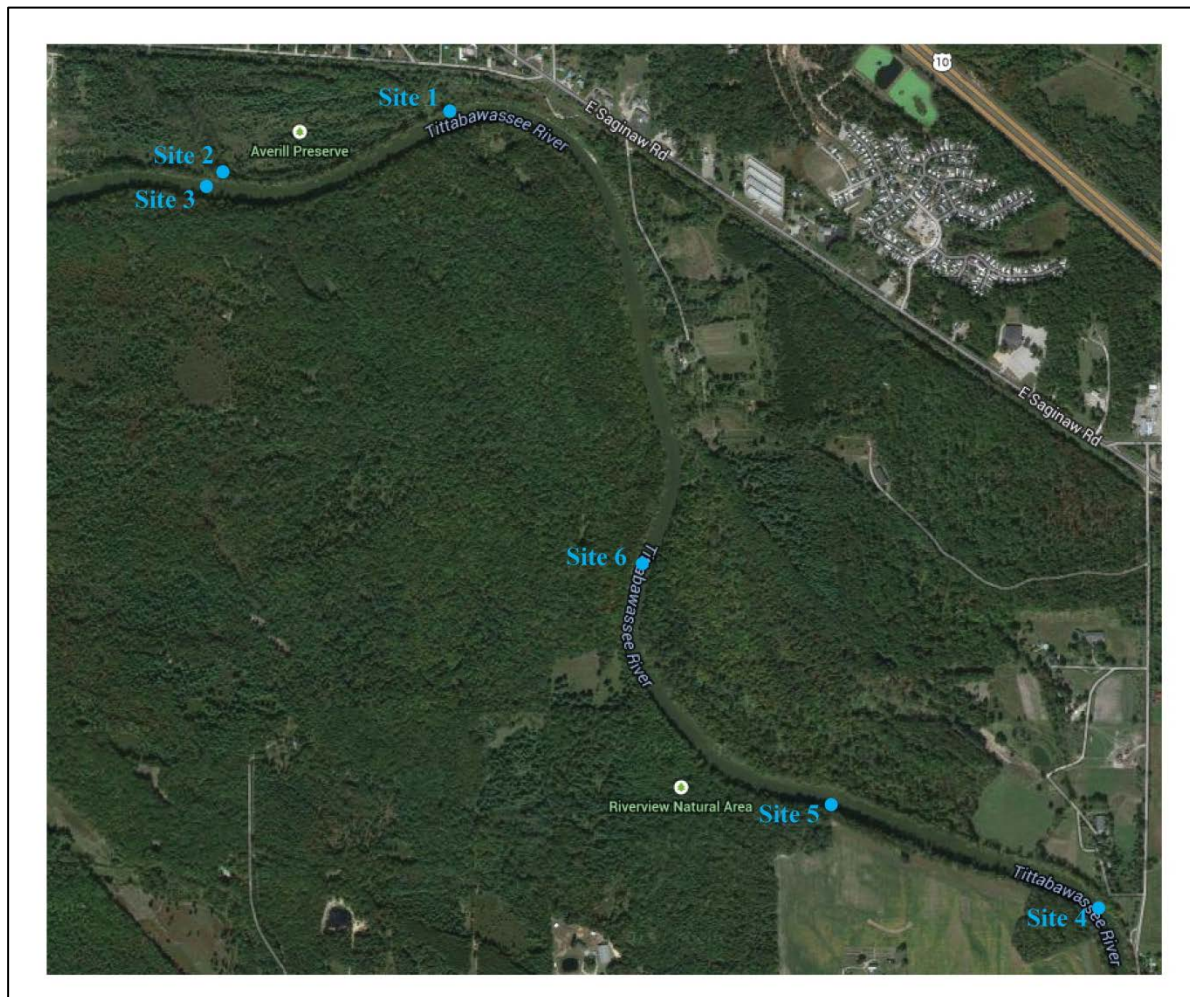 10
Site 1
Tittabawassee River
E Saginaw Rd
Averill Preserve
Site 2
Site 3
E Saginaw Rd
Site 6
Tittabawassee River
Riverview Natural Area
Site 5
Tittabawassee River
Site 4